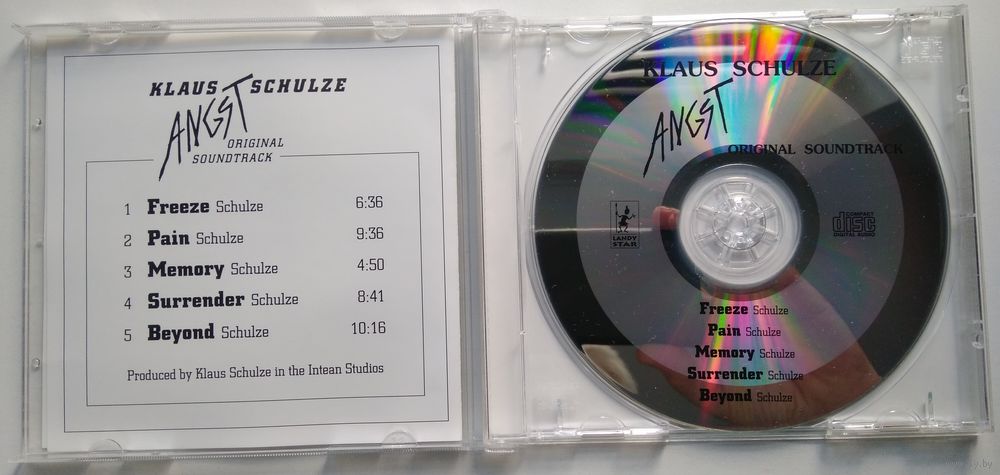 KLAUS SCHULZE
ANGST
ORIGINAL
SOUNDTRACK
1 Freeze Schulze 6:36
2 Pain Schulze 9:36
3 Memory Schulze 4:50
4 Surrender Schulze 8:41
5 Beyond Schulze 10:16
Produced by Klaus Schulze in the Intean Studios
KLAUS SCHULZE
ANGST
ORIGINAL SOUNDTRACK
LANDY
STAR
COMPACT
disc
DIGITAL AUDIO
Freeze Schulze
Pain Schulze
Memory Schulze
Surrender Schulze
Beyond Schulze